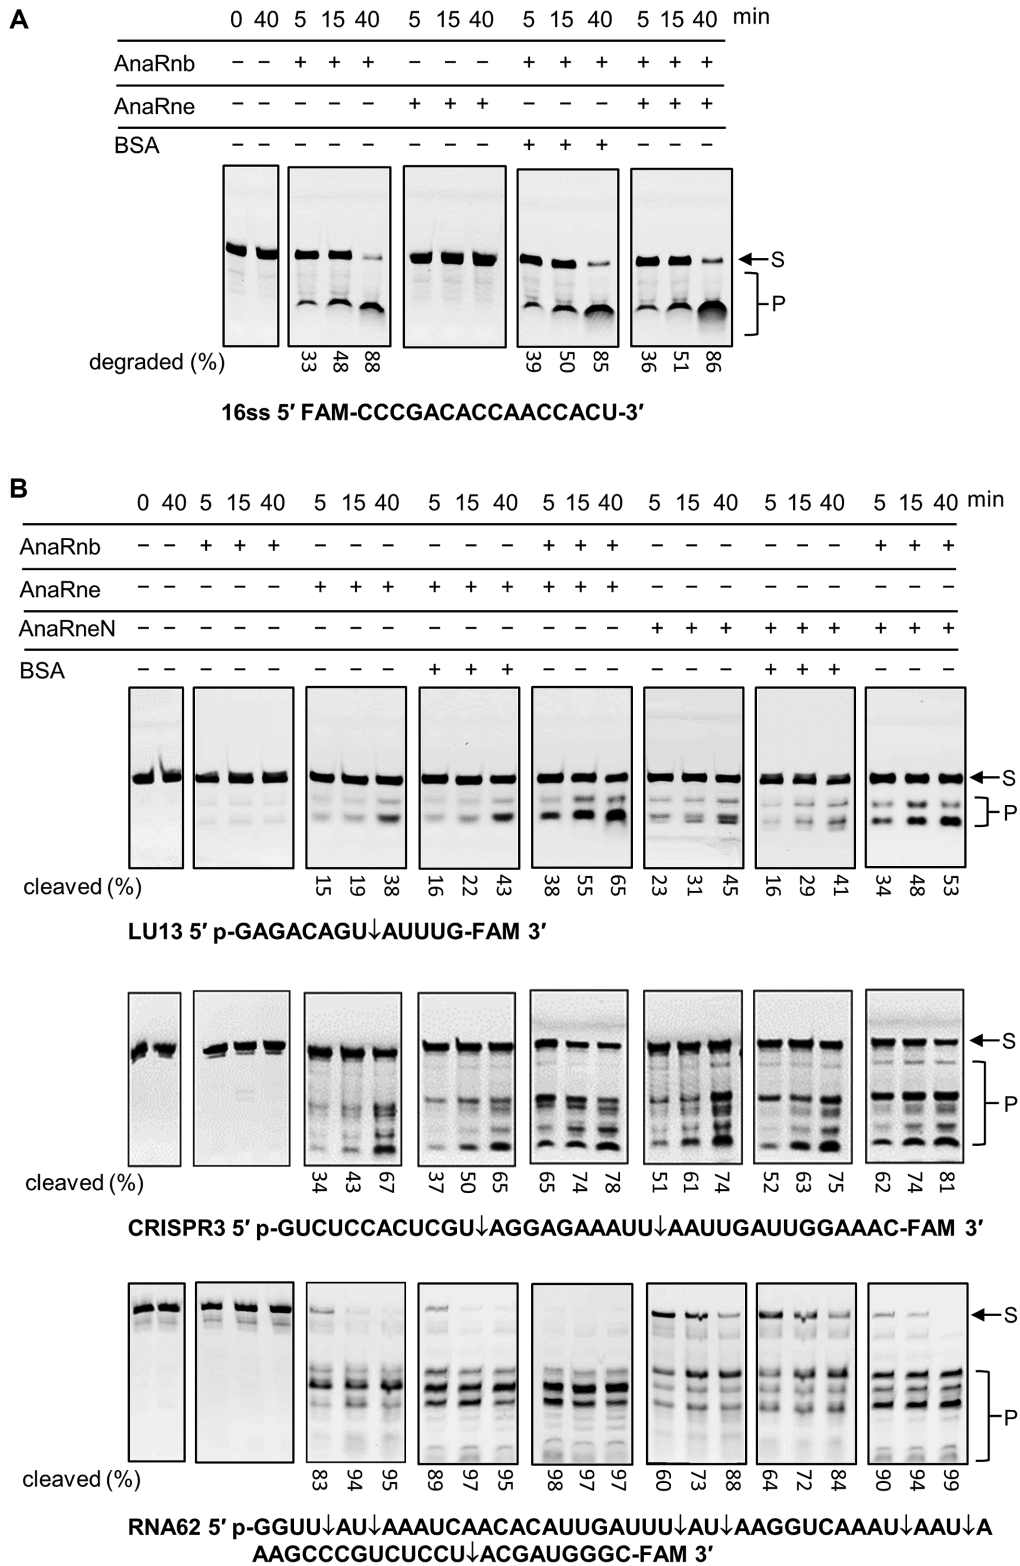 A
0 40 5 15 40 5 15 40 5 15 40 5 15 40 min
AnaRnb − − + + + − − − + + + + + +
AnaRne − − − − − + + + − − − + + +
BSA − − − − − − − − + + + − − −
S
P
degraded (%) 33 48 88 39 50 85 36 51 86
16ss 5′ FAM-CCCGACACCAACCACU-3′
B
0 40 5 15 40 5 15 40 5 15 40 5 15 40 5 15 40 5 15 40 5 15 40 min
AnaRnb − − + + + − − − − − − + + + − − − − − − + + +
AnaRne − − − − − + + + + + + + + + − − − − − − − − −
AnaRneN − − − − − − − − − − − − − − + + + + + + + + +
BSA − − − − − − − − + + + − − − − − − + + + − − −
S
P
cleaved (%) 15 19 38 16 22 43 38 55 65 23 31 45 16 29 41 34 48 53
LU13 5′ p-GAGACAGU↓AUUUG-FAM 3′
S
P
cleaved (%) 34 43 67 37 50 65 65 74 78 51 61 74 52 63 75 62 74 81
CRISPR3 5′ p-GUCUCCACUCGU↓AGGAGAAAUU↓AAUUGAUUGGAAAC-FAM 3′
S
P
cleaved (%) 83 94 95 89 97 95 98 97 97 60 73 88 64 72 84 90 94 99
RNA62 5′ p-GGUU↓AU↓AAAUCAACACAUUGAUUU↓AU↓AAGGUCAAAU↓AAU↓A
AAGCCCGUCUCCU↓ACGAUGGGC-FAM 3′